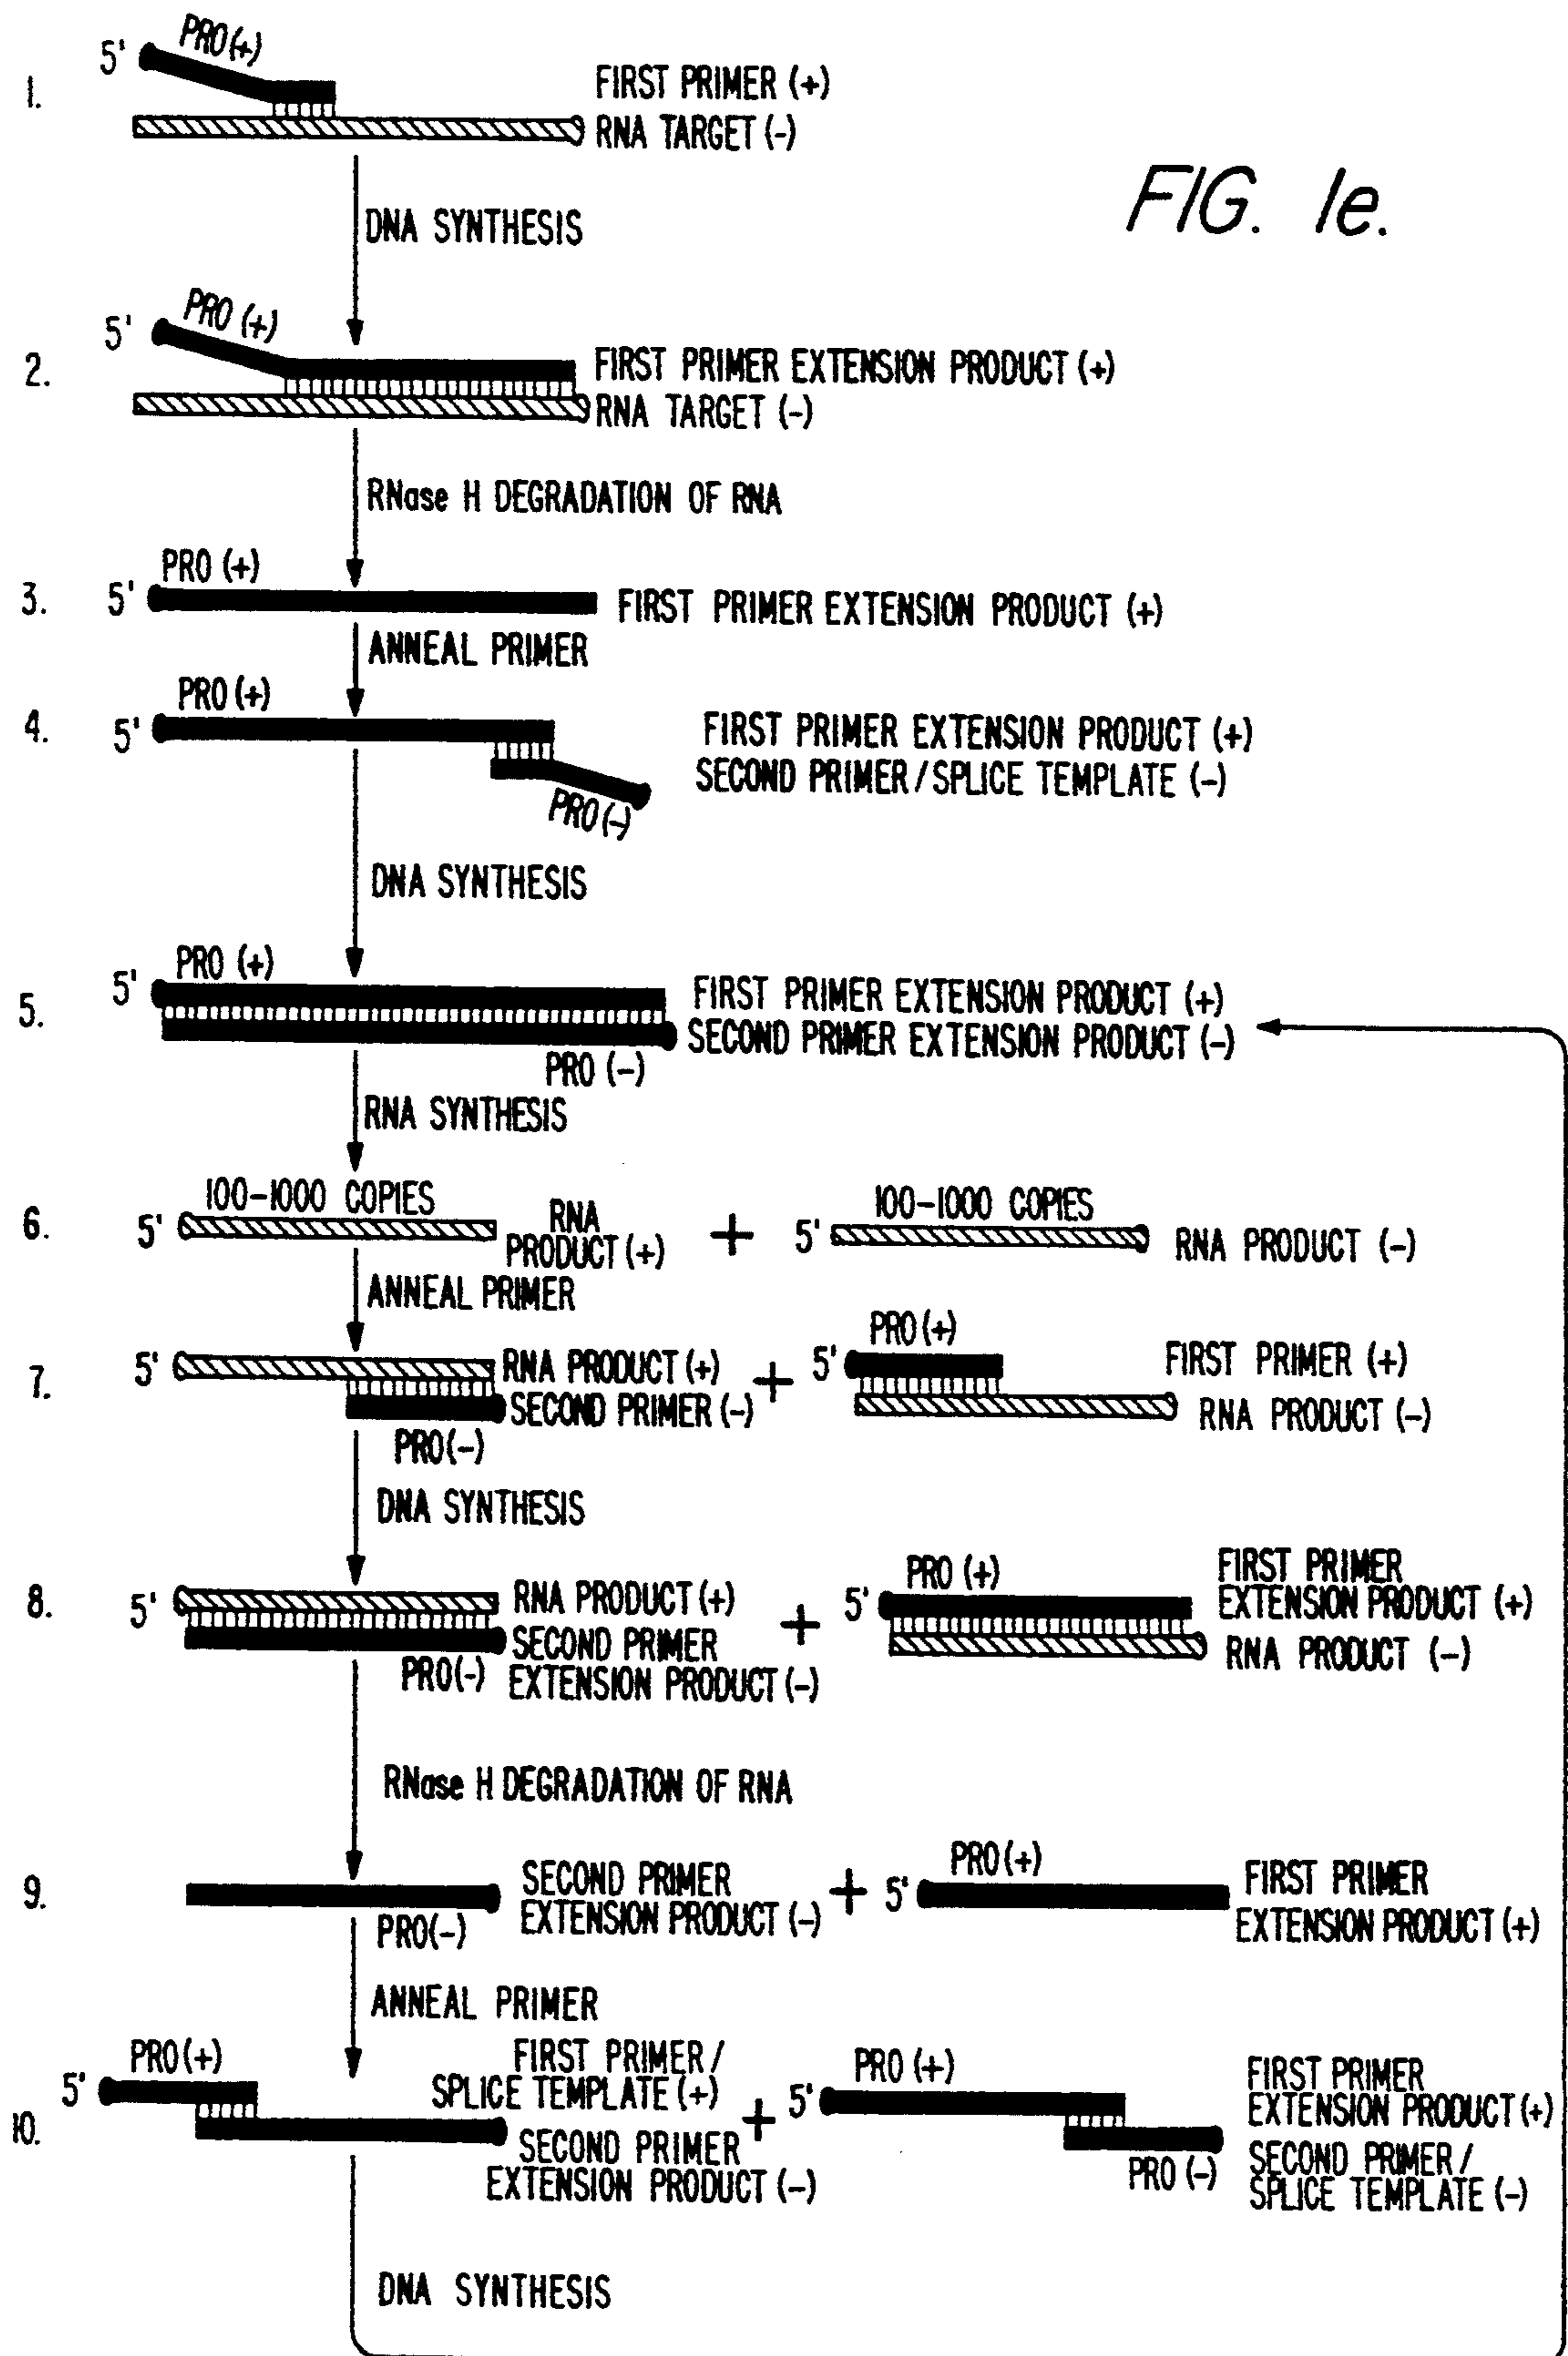 FIG. 1e.
1.
5'
PRO(+)
FIRST PRIMER (+)
RNA TARGET (-)
DNA SYNTHESIS
2.
5'
PRO (+)
FIRST PRIMER EXTENSION PRODUCT (+)
RNA TARGET (-)
RNase H DEGRADATION OF RNA
3.
5'
PRO (+)
FIRST PRIMER EXTENSION PRODUCT (+)
ANNEAL PRIMER
4.
5'
PRO (+)
FIRST PRIMER EXTENSION PRODUCT (+)
SECOND PRIMER/SPLICE TEMPLATE (-)
PRO(-)
DNA SYNTHESIS
5.
5'
PRO (+)
FIRST PRIMER EXTENSION PRODUCT (+)
SECOND PRIMER EXTENSION PRODUCT (-)
PRO (-)
RNA SYNTHESIS
6.
5'
100-1000 COPIES
RNA
PRODUCT (+)
+
5'
100-1000 COPIES
RNA PRODUCT (-)
ANNEAL PRIMER
7.
5'
RNA PRODUCT (+)
SECOND PRIMER (-)
PRO(-)
+
5'
PRO(+)
FIRST PRIMER (+)
RNA PRODUCT (-)
DNA SYNTHESIS
8.
5'
RNA PRODUCT (+)
SECOND PRIMER
EXTENSION PRODUCT (-)
PRO(-)
+
5'
PRO (+)
FIRST PRIMER
EXTENSION PRODUCT (+)
RNA PRODUCT (-)
RNase H DEGRADATION OF RNA
9.
SECOND PRIMER
EXTENSION PRODUCT (-)
PRO(-)
+
5'
PRO(+)
FIRST PRIMER
EXTENSION PRODUCT (+)
ANNEAL PRIMER
10.
5'
PRO(+)
FIRST PRIMER/
SPLICE TEMPLATE (+)
SECOND PRIMER
EXTENSION PRODUCT (-)
+
5'
PRO (+)
FIRST PRIMER
EXTENSION PRODUCT (+)
SECOND PRIMER/
SPLICE TEMPLATE (-)
PRO (-)
DNA SYNTHESIS